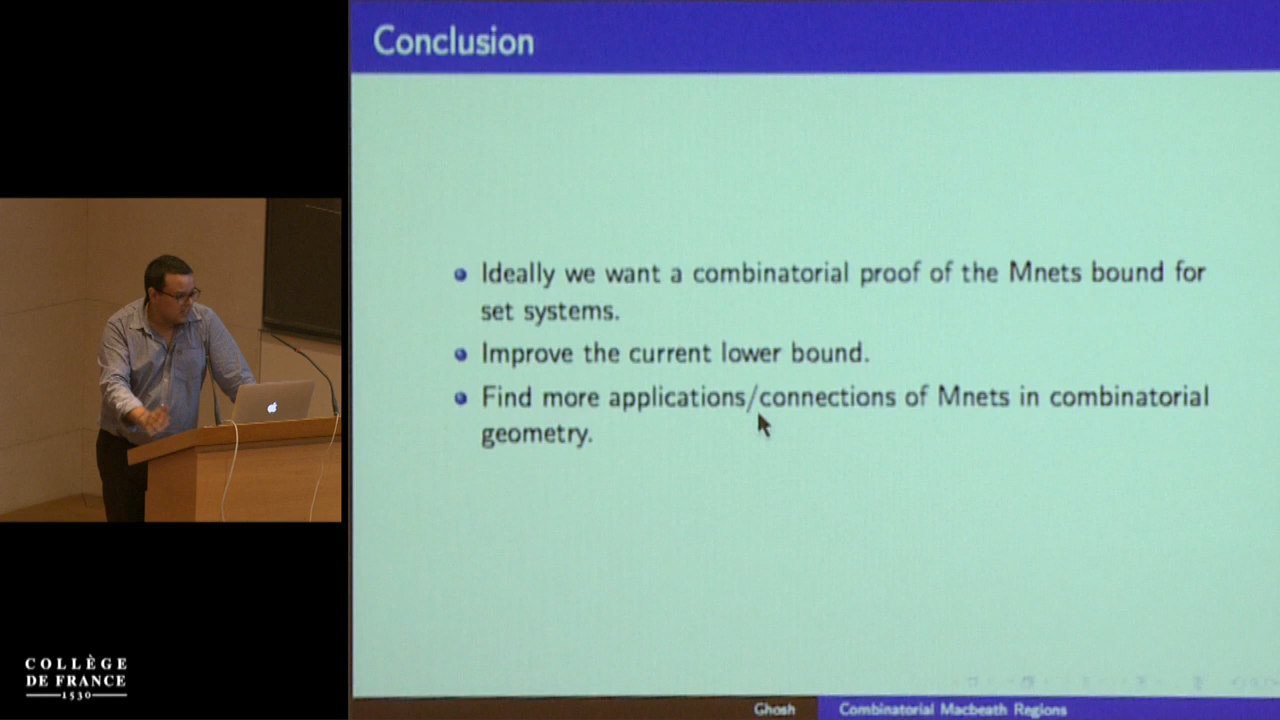 Conclusion
Ideally we want a combinatorial proof of the Mnets bound for
set systems.
Improve the current lower bound.
Find more applications/connections of Mnets in combinatorial
geometry.
COLLÈGE
DE FRANCE
1530
Ghosh
Combinatorial Macbeath Regions